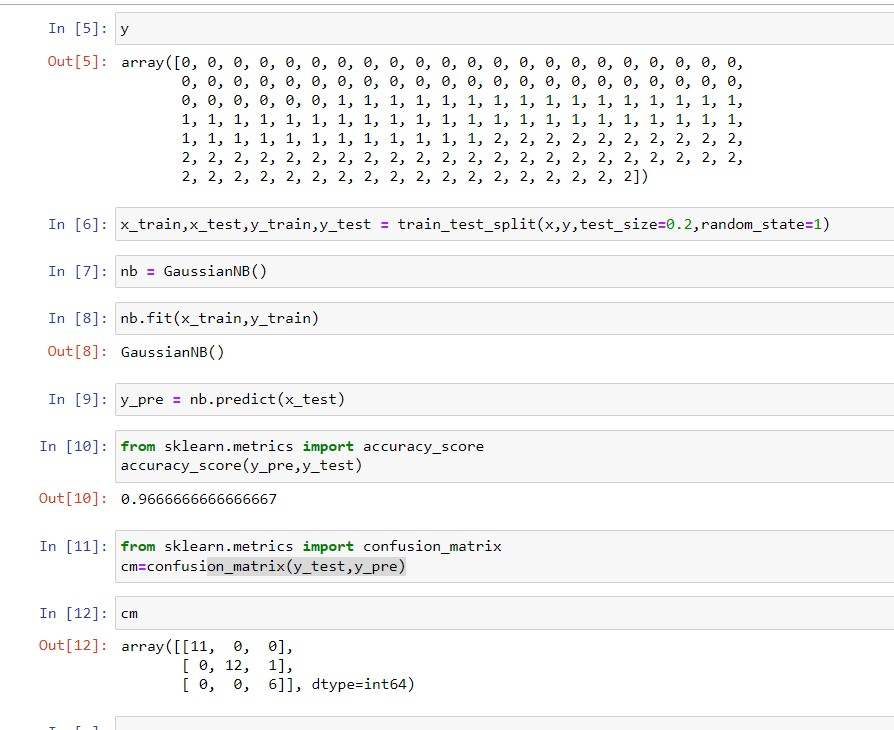 In [5]: y
Out[5]: array([0, 0, 0, 0, 0, 0, 0, 0, 0, 0, 0, 0, 0, 0, 0, 0, 0, 0, 0, 0, 0, 0,
0, 0, 0, 0, 0, 0, 0, 0, 0, 0, 0, 0, 0, 0, 0, 0, 0, 0, 0, 0, 0, 0,
0, 0, 0, 0, 0, 0, 1, 1, 1, 1, 1, 1, 1, 1, 1, 1, 1, 1, 1, 1, 1, 1,
1, 1, 1, 1, 1, 1, 1, 1, 1, 1, 1, 1, 1, 1, 1, 1, 1, 1, 1, 1, 1, 1,
1, 1, 1, 1, 1, 1, 1, 1, 1, 1, 1, 1, 2, 2, 2, 2, 2, 2, 2, 2, 2, 2,
2, 2, 2, 2, 2, 2, 2, 2, 2, 2, 2, 2, 2, 2, 2, 2, 2, 2, 2, 2, 2, 2,
2, 2, 2, 2, 2, 2, 2, 2, 2, 2, 2, 2, 2, 2, 2, 2, 2, 2])
In [6]: x_train,x_test,y_train,y_test = train_test_split(x,y,test_size=0.2,random_state=1)
In [7]: nb = GaussianNB()
In [8]: nb.fit(x_train,y_train)
Out[8]: GaussianNB()
In [9]: y_pre = nb.predict(x_test)
In [10]: from sklearn.metrics import accuracy_score
accuracy_score(y_pre,y_test)
Out[10]: 0.9666666666666667
In [11]: from sklearn.metrics import confusion_matrix
cm=confusion_matrix(y_test,y_pre)
In [12]: cm
Out[12]: array([[11,  0,  0],
[ 0, 12,  1],
[ 0,  0,  6]], dtype=int64)